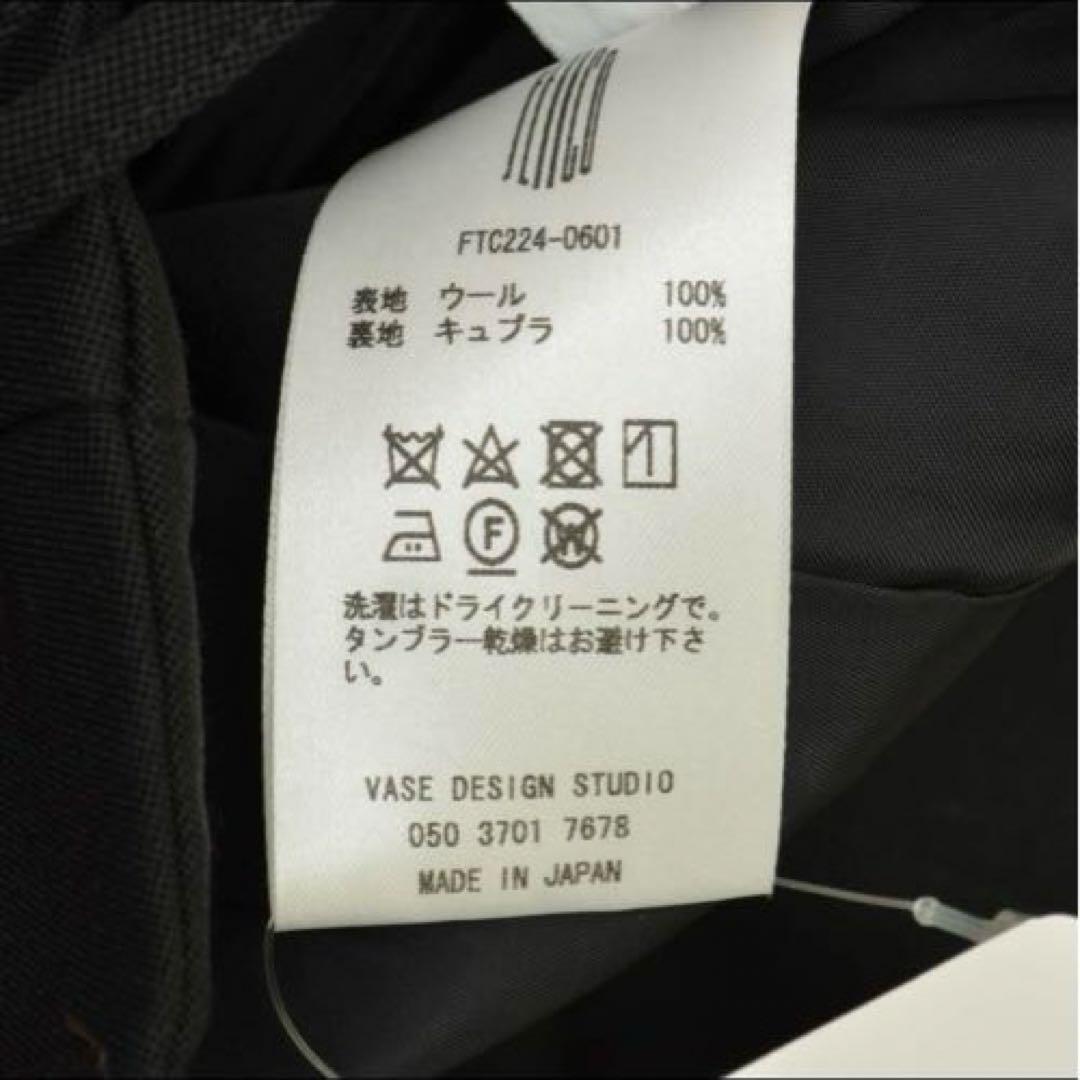 FTC224-0601
表地 ウール 100%
裏地 キュプラ 100%
F
W
洗濯はドライクリーニングで。
タンブラー乾燥はお避け下さ
い。
VASE DESIGN STUDIO
050 3701 7678
MADE IN JAPAN